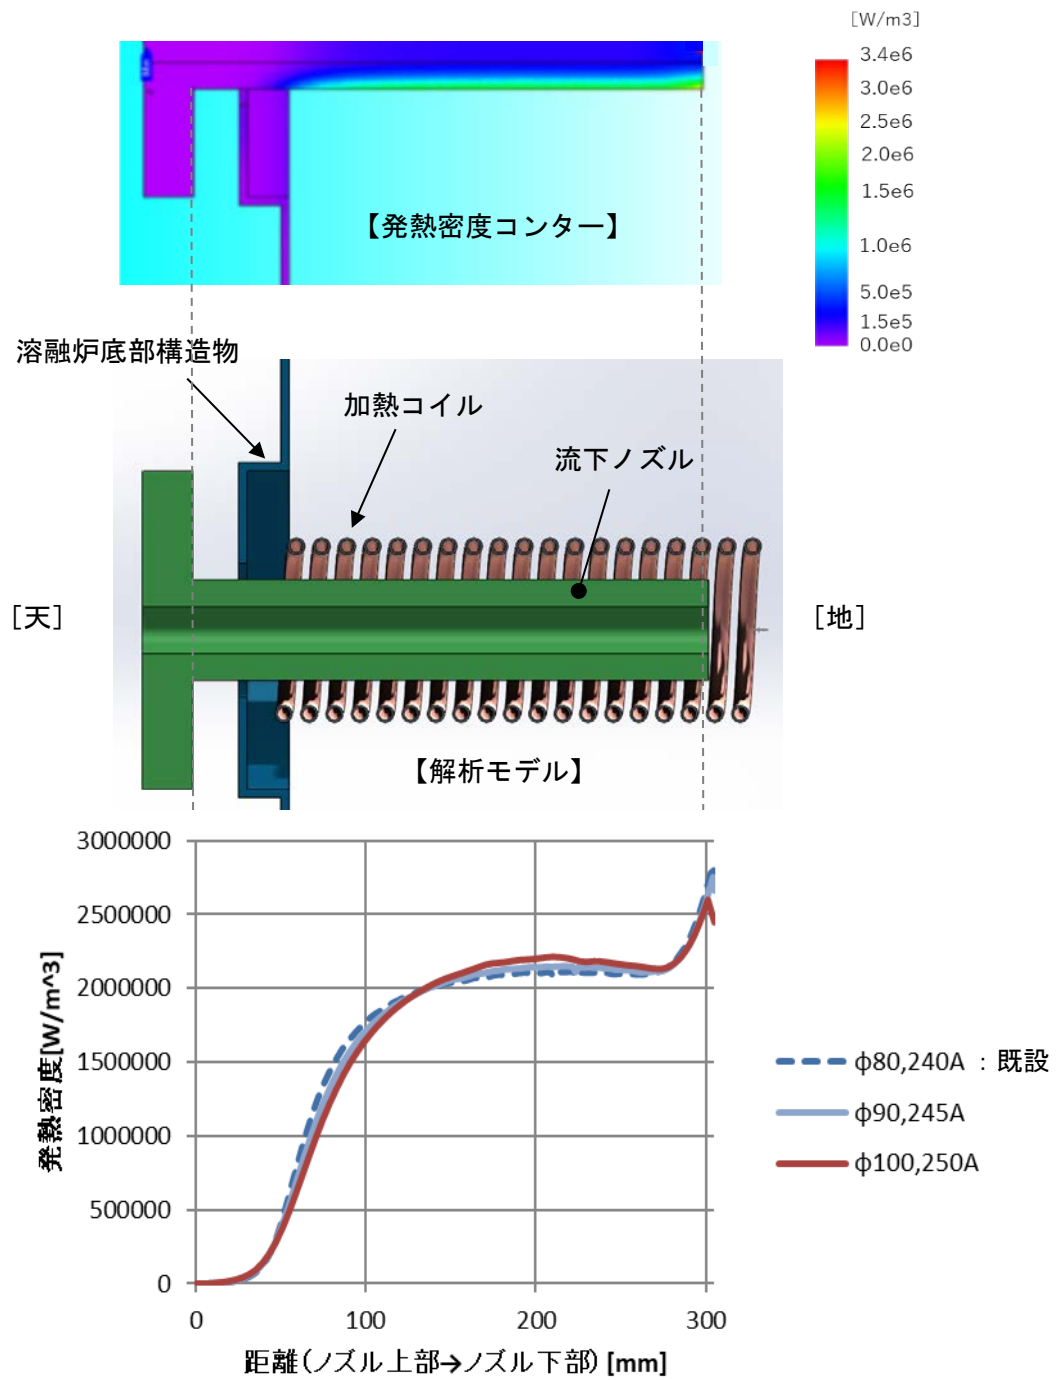 [W/m3]
3.4e6
3.0e6
2.5e6
2.0e6
1.5e6
1.0e6
5.0e5
1.5e5
0.0e0
【発熱密度コンター】
溶融炉底部構造物
加熱コイル
流下ノズル
[天]
[地]
【解析モデル】
3000000
2500000
2000000
1500000
1000000
500000
0
発熱密度[W/m^3]
0 100 200 300
距離(ノズル上部→ノズル下部) [mm]
φ80,240A :既設
φ90,245A
φ100,250A